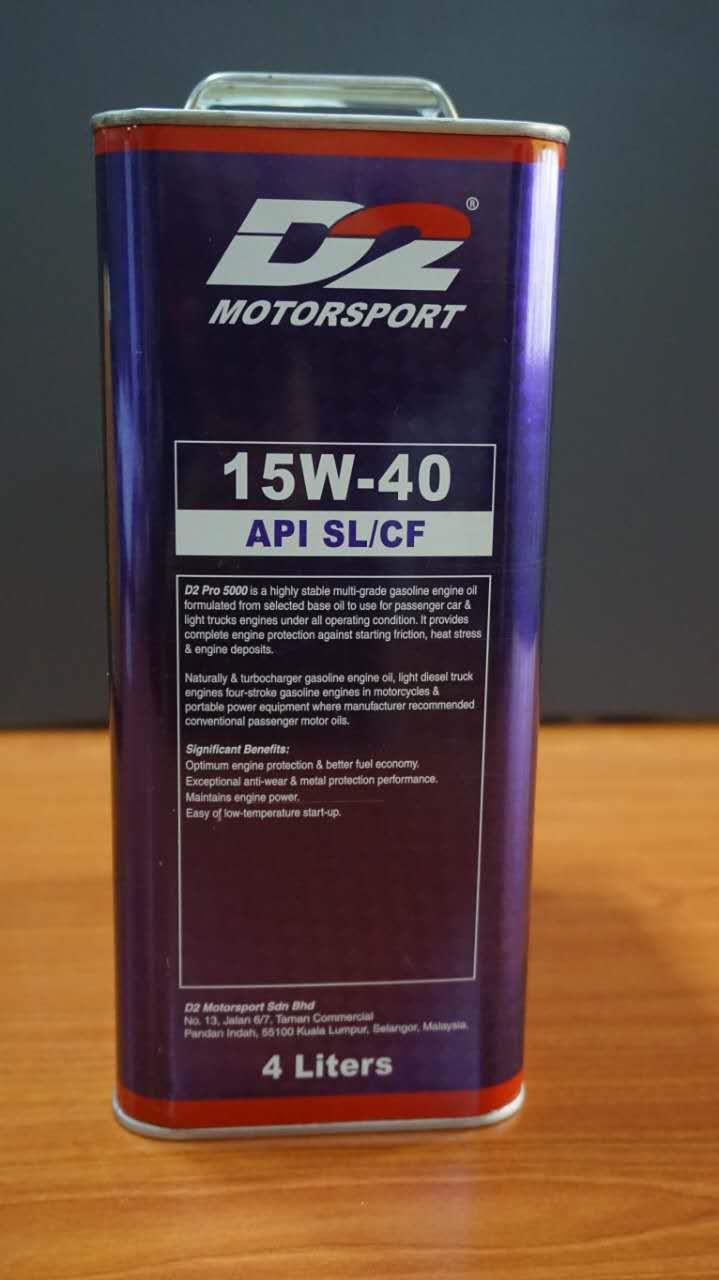 D2®
MOTORSPORT
15W-40
API SL/CF
D2 Pro 5000 is a highly stable multi-grade gasoline engine oil
formulated from selected base oil to use for passenger car &
light trucks engines under all operating condition. It provides
complete engine protection against starting friction, heat stress
& engine deposits.
Naturally & turbocharger gasoline engine oil, light diesel truck
engines four-stroke gasoline engines in motorcycles &
portable power equipment where manufacturer recommended
conventional passenger motor oils.
Significant Benefits:
Optimum engine protection & better fuel economy.
Exceptional anti-wear & metal protection performance.
Maintains engine power.
Easy of low-temperature start-up.
D2 Motorsport Sdn Bhd
No. 13, Jalan 6/7, Taman Commercial
Pandan Indah, 55100 Kuala Lumpur, Selangor, Malaysia.
4 Liters